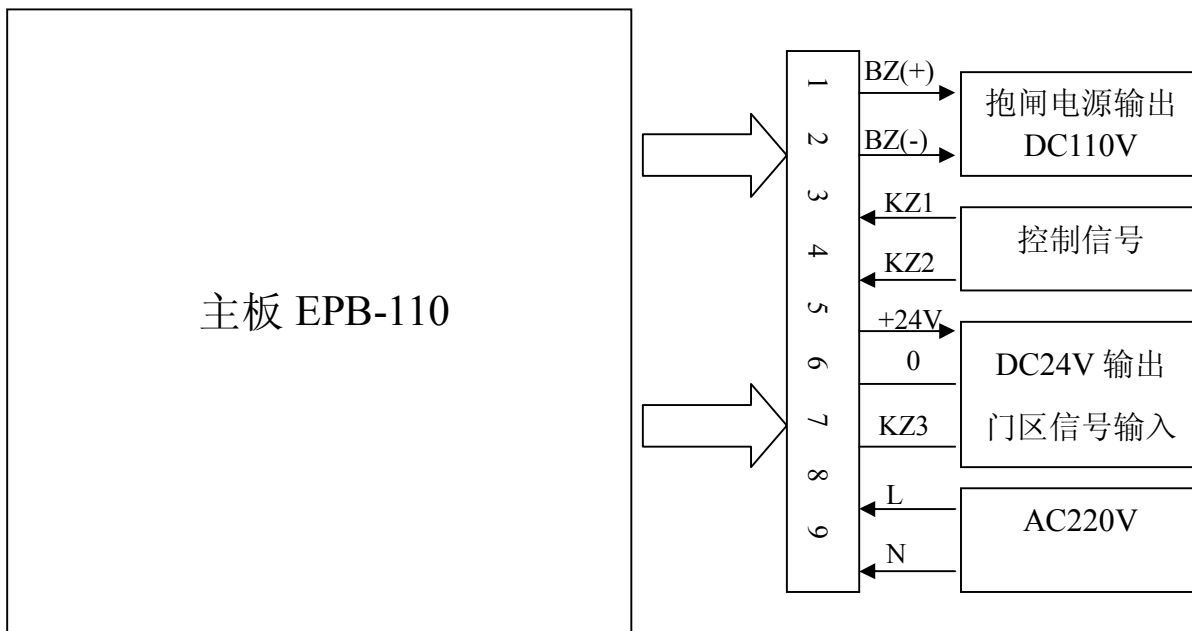 主板 EPB-110
1
2
3
4
5
6
7
8
9
BZ(+)
BZ(-)
KZ1
KZ2
+24V
0
KZ3
L
N
抱闸电源输出
DC110V
控制信号
DC24V 输出
门区信号输入
AC220V